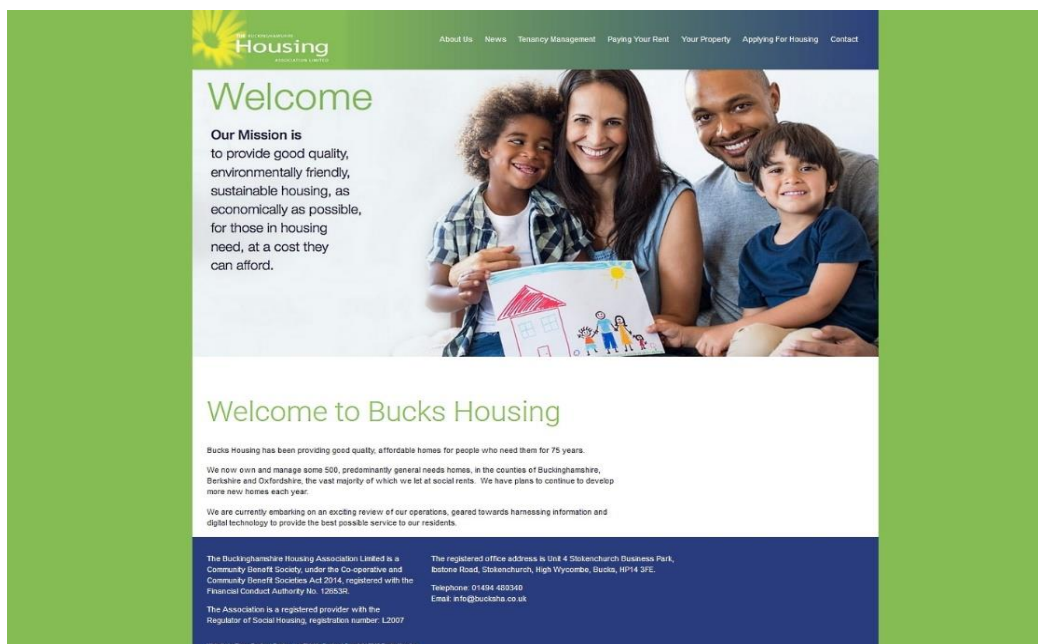 THE BUCKINGHAMSHIRE
Housing
ASSOCIATION LIMITED
About Us News Tenancy Management Paying Your Rent Your Property Applying For Housing Contact
Welcome
Our Mission is
to provide good quality,
environmentally friendly,
sustainable housing, as
economically as possible,
for those in housing
need, at a cost they
can afford.
Welcome to Bucks Housing
Bucks Housing has been providing good quality, affordable homes for people who need them for 75 years.
We now own and manage some 500, predominantly general needs homes, in the counties of Buckinghamshire,
Berkshire and Oxfordshire, the vast majority of which we let at social rents. We have plans to continue to develop
more new homes each year.
We are currently embarking on an exciting review of our operations, geared towards harnessing information and
digital technology to provide the best possible service to our residents.
The Buckinghamshire Housing Association Limited is a
Community Benefit Society, under the Co-operative and
Community Benefit Societies Act 2014, registered with the
Financial Conduct Authority No. 12653R.
The Association is a registered provider with the
Regulator of Social Housing, registration number: L2007
The registered office address is Unit 4 Stokenchurch Business Park,
Ibstone Road, Stokenchurch, High Wycombe, Bucks, HP14 3FE.
Telephone: 01494 480340
Email: info@bucksha.co.uk